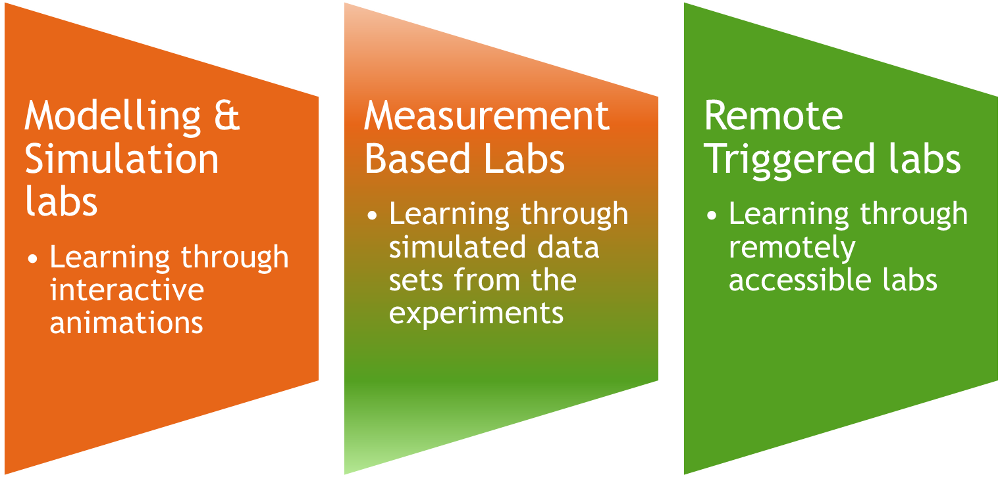 Modelling &
Simulation
labs
• Learning through
interactive
animations
Measurement
Based Labs
• Learning through
simulated data
sets from the
experiments
Remote
Triggered labs
• Learning through
remotely
accessible labs